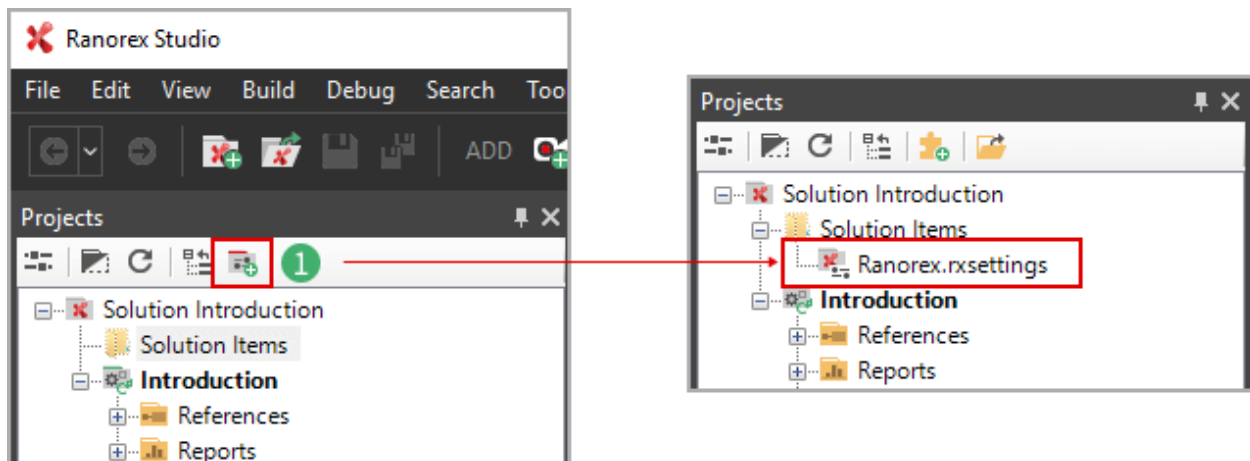 Ranorex Studio
File Edit View Build Debug Search Too
ADD
Projects
1
Solution Introduction
Solution Items
Introduction
References
Reports
Projects
Solution Introduction
Solution Items
Ranorex.rxsettings
Introduction
References
Reports